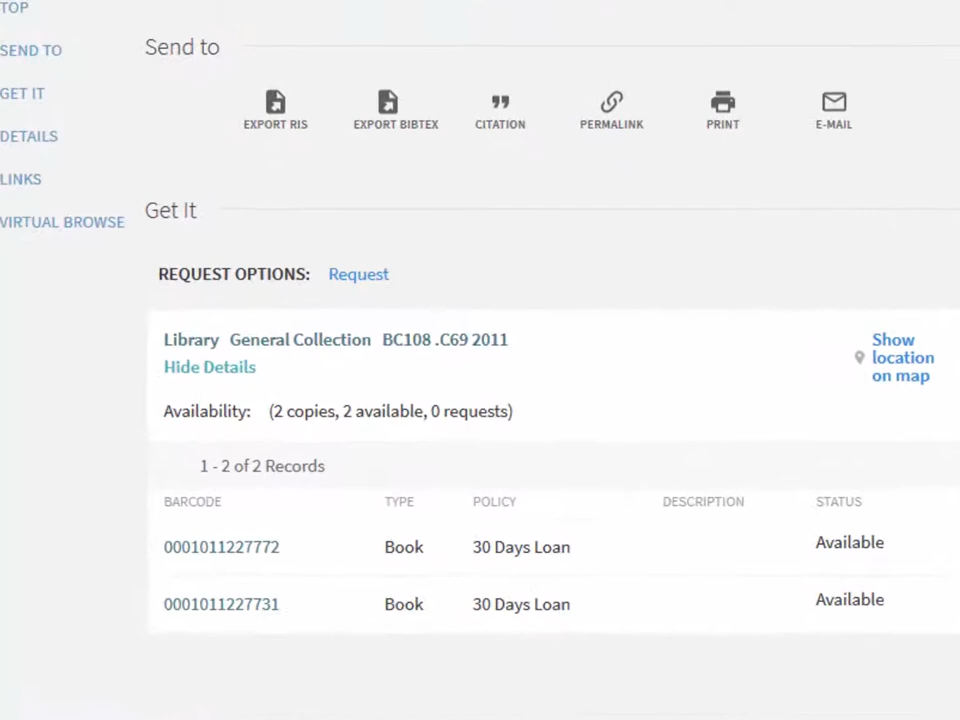 TOP
SEND TO
GET IT
DETAILS
LINKS
VIRTUAL BROWSE
Send to
EXPORT RIS
EXPORT BIBTEX
CITATION
PERMALINK
PRINT
E-MAIL
Get It
REQUEST OPTIONS: Request
Library General Collection BC108 .C69 2011
Hide Details
Show
location
on map
Availability: (2 copies, 2 available, 0 requests)
1 - 2 of 2 Records
BARCODE TYPE POLICY DESCRIPTION STATUS
0001011227772 Book 30 Days Loan Available
0001011227731 Book 30 Days Loan Available